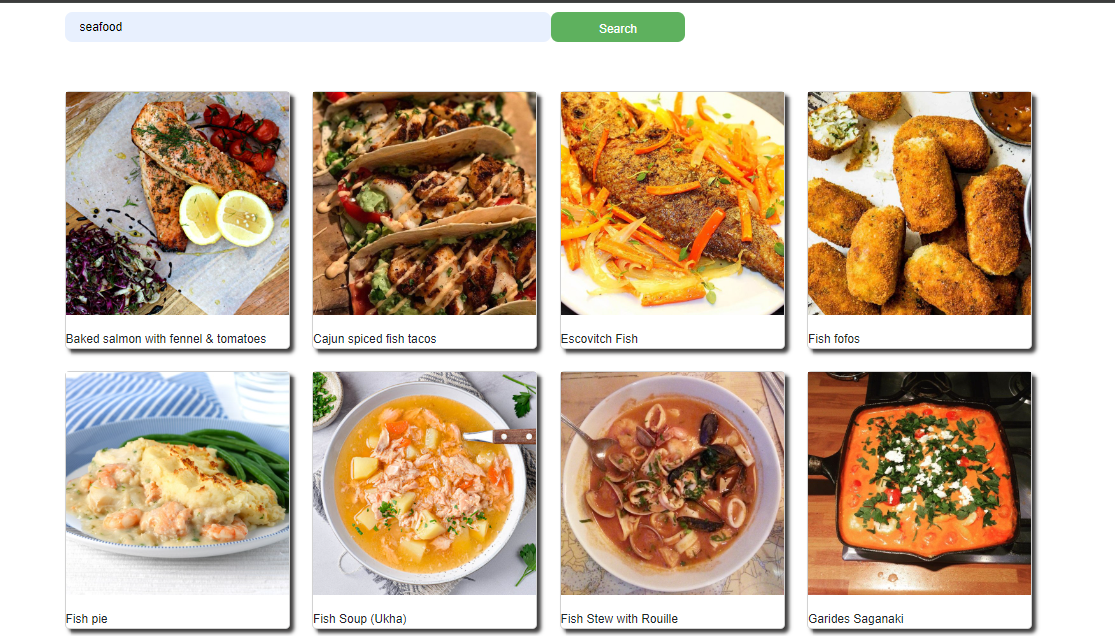 seafood
Search
Baked salmon with fennel & tomatoes
Cajun spiced fish tacos
Escovitch Fish
Fish fofos
Fish pie
Fish Soup (Ukha)
Fish Stew with Rouille
Garides Saganaki